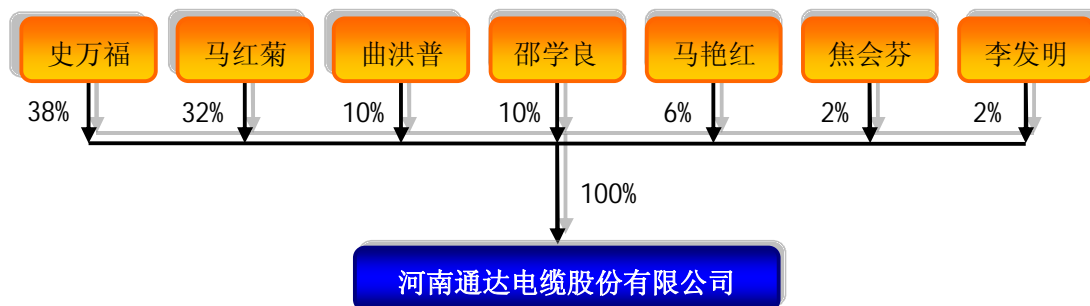 史万福 马红菊 曲洪普 邵学良 马艳红 焦会芬 李发明
38% 32% 10% 10% 6% 2% 2%
100%
河南通达电缆股份有限公司